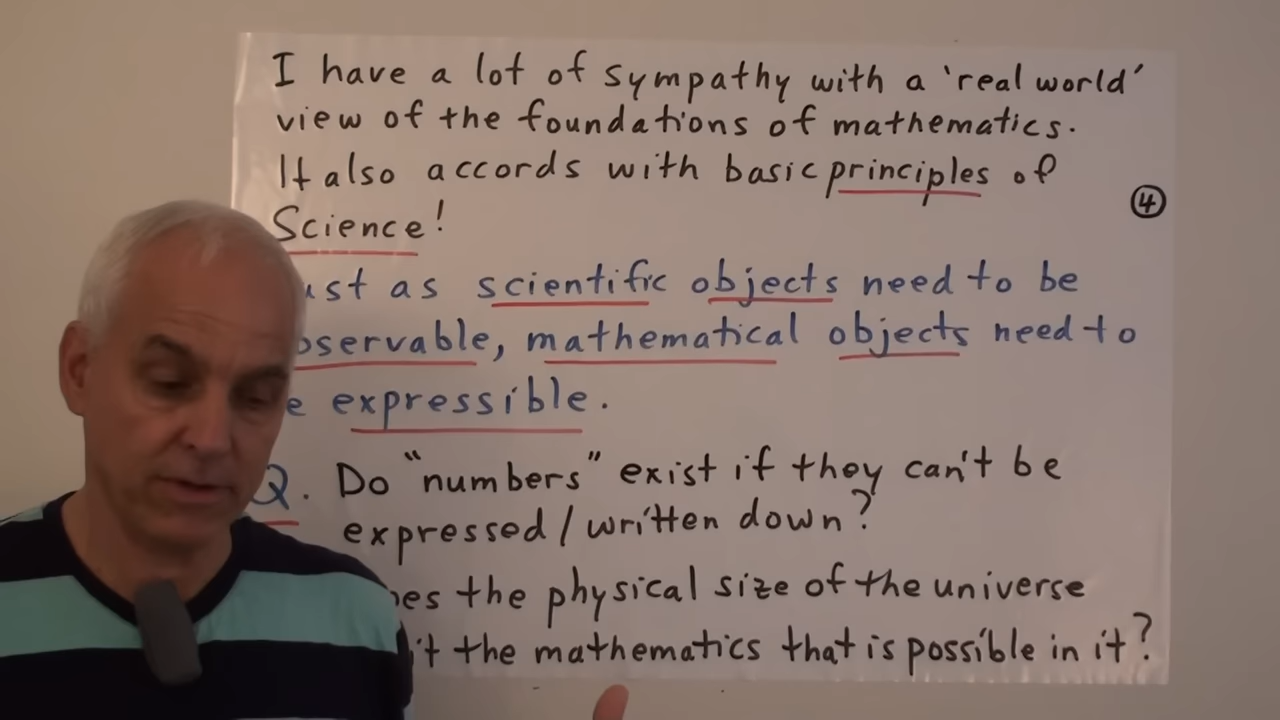 I have a lot of sympathy with a 'real world'
view of the foundations of mathematics.
It also accords with basic principles of
④
Science!
ust as scientific objects need to be
bservable, mathematical objects need to
e expressible.
Q. Do "numbers" exist if they can't be
expressed/written down?
es the physical size of the universe
it the mathematics that is possible in it?